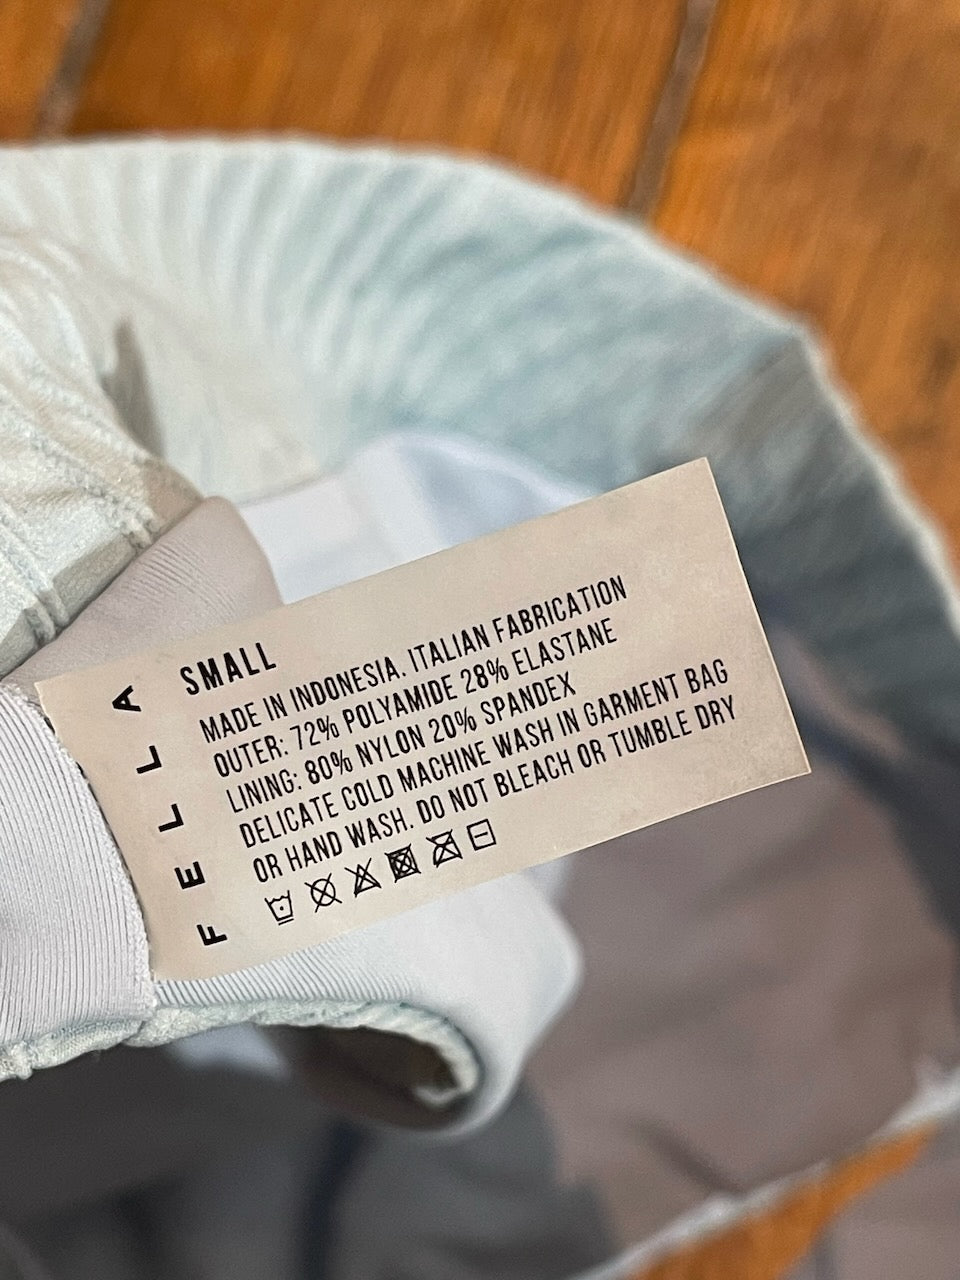 FELLA
SMALL
MADE IN INDONESIA. ITALIAN FABRICATION
OUTER: 72% POLYAMIDE 28% ELASTANE
LINING: 80% NYLON 20% SPANDEX
DELICATE COLD MACHINE WASH IN GARMENT BAG
OR HAND WASH. DO NOT BLEACH OR TUMBLE DRY